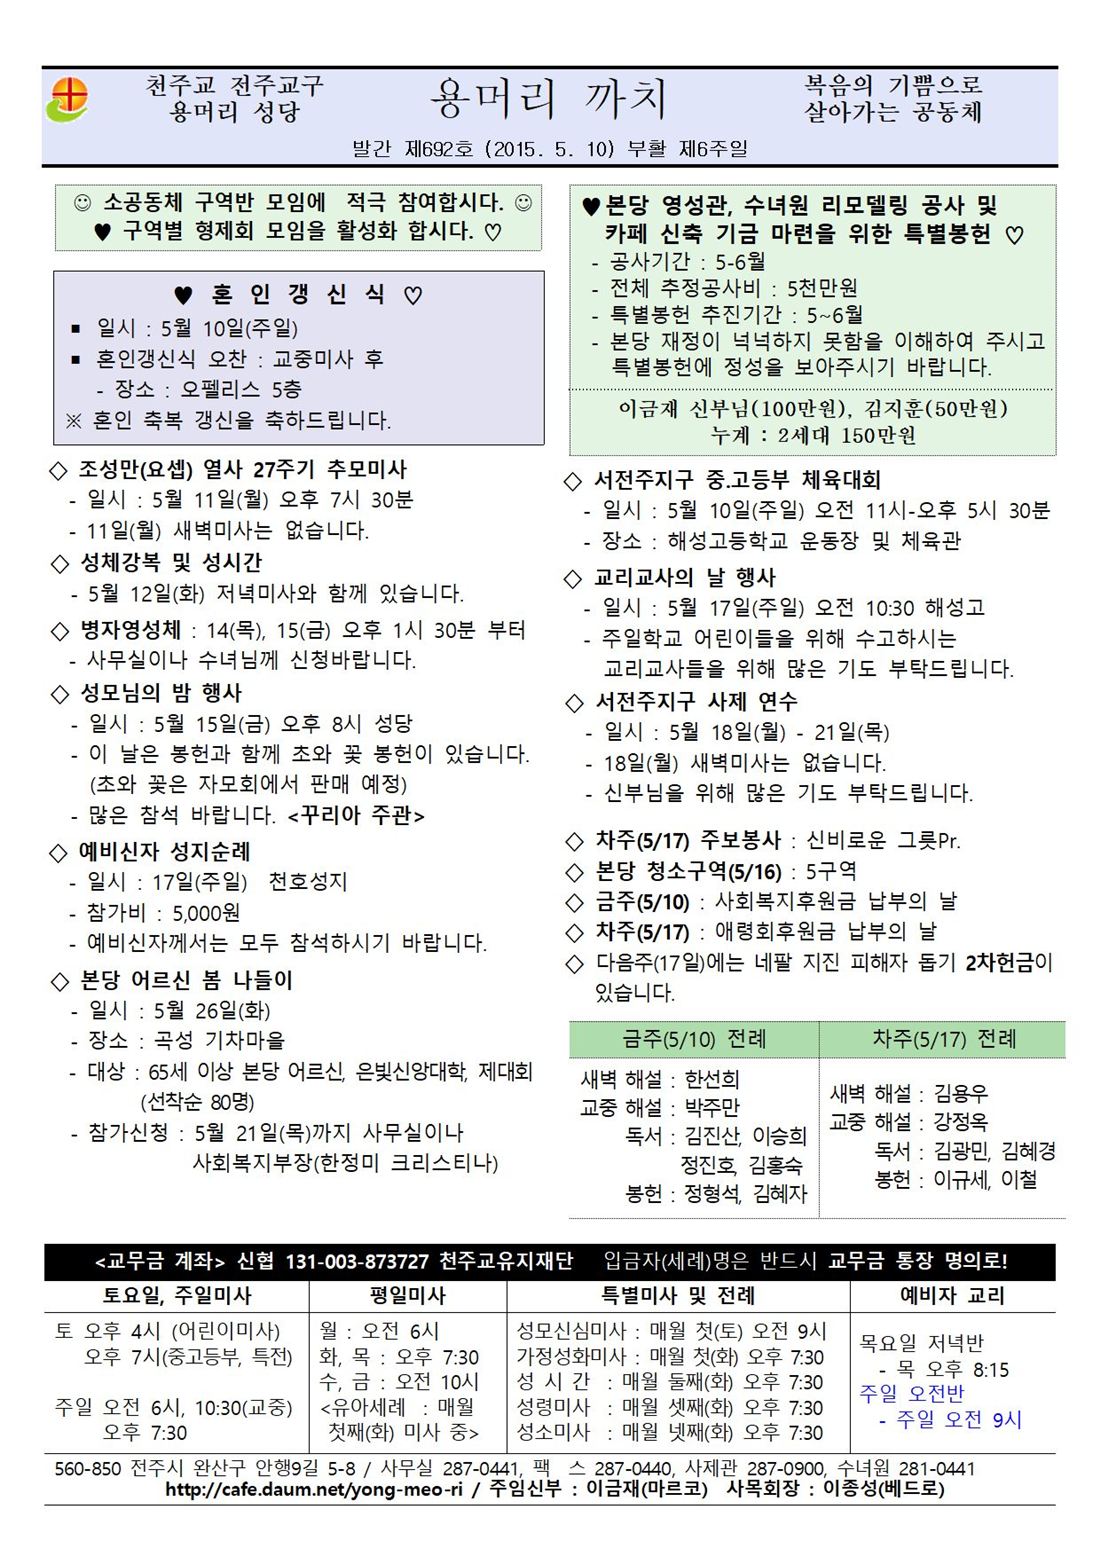 천주교 전주교구
용머리 성당
용머리 까치
복음의 기쁨으로
살아가는 공동체
발간 제692호 (2015. 5. 10) 부활 제6주일
☺ 소공동체 구역반 모임에 적극 참여합시다. ☺
♥ 구역별 형제회 모임을 활성화 합시다. ♡
♥ 혼 인 갱 신 식 ♡
▪ 일시 : 5월 10일(주일)
▪ 혼인갱신식 오찬 : 교중미사 후
- 장소 : 오펠리스 5층
※ 혼인 축복 갱신을 축하드립니다.
◇ 조성만(요셉) 열사 27주기 추모미사
- 일시 : 5월 11일(월) 오후 7시 30분
- 11일(월) 새벽미사는 없습니다.
◇ 성체강복 및 성시간
- 5월 12일(화) 저녁미사와 함께 있습니다.
◇ 병자영성체 : 14(목), 15(금) 오후 1시 30분 부터
- 사무실이나 수녀님께 신청바랍니다.
◇ 성모님의 밤 행사
- 일시 : 5월 15일(금) 오후 8시 성당
- 이 날은 봉헌과 함께 초와 꽃 봉헌이 있습니다.
(초와 꽃은 자모회에서 판매 예정)
- 많은 참석 바랍니다. <꾸리아 주관>
◇ 예비신자 성지순례
- 일시 : 17일(주일) 천호성지
- 참가비 : 5,000원
- 예비신자께서는 모두 참석하시기 바랍니다.
◇ 본당 어르신 봄 나들이
- 일시 : 5월 26일(화)
- 장소 : 곡성 기차마을
- 대상 : 65세 이상 본당 어르신, 은빛신앙대학, 제대회
(선착순 80명)
- 참가신청 : 5월 21일(목)까지 사무실이나
사회복지부장(한정미 크리스티나)
♥본당 영성관, 수녀원 리모델링 공사 및
카페 신축 기금 마련을 위한 특별봉헌 ♡
- 공사기간 : 5-6월
- 전체 추정공사비 : 5천만원
- 특별봉헌 추진기간 : 5~6월
- 본당 재정이 넉넉하지 못함을 이해하여 주시고
특별봉헌에 정성을 보아주시기 바랍니다.
이금재 신부님(100만원), 김지훈(50만원)
누계 : 2세대 150만원
◇ 서전주지구 중.고등부 체육대회
- 일시 : 5월 10일(주일) 오전 11시-오후 5시 30분
- 장소 : 해성고등학교 운동장 및 체육관
◇ 교리교사의 날 행사
- 일시 : 5월 17일(주일) 오전 10:30 해성고
- 주일학교 어린이들을 위해 수고하시는
교리교사들을 위해 많은 기도 부탁드립니다.
◇ 서전주지구 사제 연수
- 일시 : 5월 18일(월) - 21일(목)
- 18일(월) 새벽미사는 없습니다.
- 신부님을 위해 많은 기도 부탁드립니다.
◇ 차주(5/17) 주보봉사 : 신비로운 그릇Pr.
◇ 본당 청소구역(5/16) : 5구역
◇ 금주(5/10) : 사회복지후원금 납부의 날
◇ 차주(5/17) : 애령회후원금 납부의 날
◇ 다음주(17일)에는 네팔 지진 피해자 돕기 2차헌금이
있습니다.
금주(5/10) 전례
새벽 해설 : 한선희
교중 해설 : 박주만
독서 : 김진산, 이승희
정진호, 김홍숙
봉헌 : 정형석, 김혜자
차주(5/17) 전례
새벽 해설 : 김용우
교중 해설 : 강정옥
독서 : 김광민, 김혜경
봉헌 : 이규세, 이철
<교무금 계좌> 신협 131-003-873727 천주교유지재단 입금자(세례)명은 반드시 교무금 통장 명의로!
토요일, 주일미사
토 오후 4시 (어린이미사)
오후 7시(중고등부, 특전)
주일 오전 6시, 10:30(교중)
오후 7:30
평일미사
월 : 오전 6시
화, 목 : 오후 7:30
수, 금 : 오전 10시
<유아세례 : 매월
첫째(화) 미사 중>
특별미사 및 전례
성모신심미사 : 매월 첫(토) 오전 9시
가정성화미사 : 매월 첫(화) 오후 7:30
성 시 간 : 매월 둘째(화) 오후 7:30
성령미사 : 매월 셋째(화) 오후 7:30
성소미사 : 매월 넷째(화) 오후 7:30
예비자 교리
목요일 저녁반
- 목 오후 8:15
주일 오전반
- 주일 오전 9시
560-850 전주시 완산구 안행9길 5-8 / 사무실 287-0441, 팩 스 287-0440, 사제관 287-0900, 수녀원 281-0441
http://cafe.daum.net/yong-meo-ri / 주임신부 : 이금재(마르코) 사목회장 : 이종성(베드로)